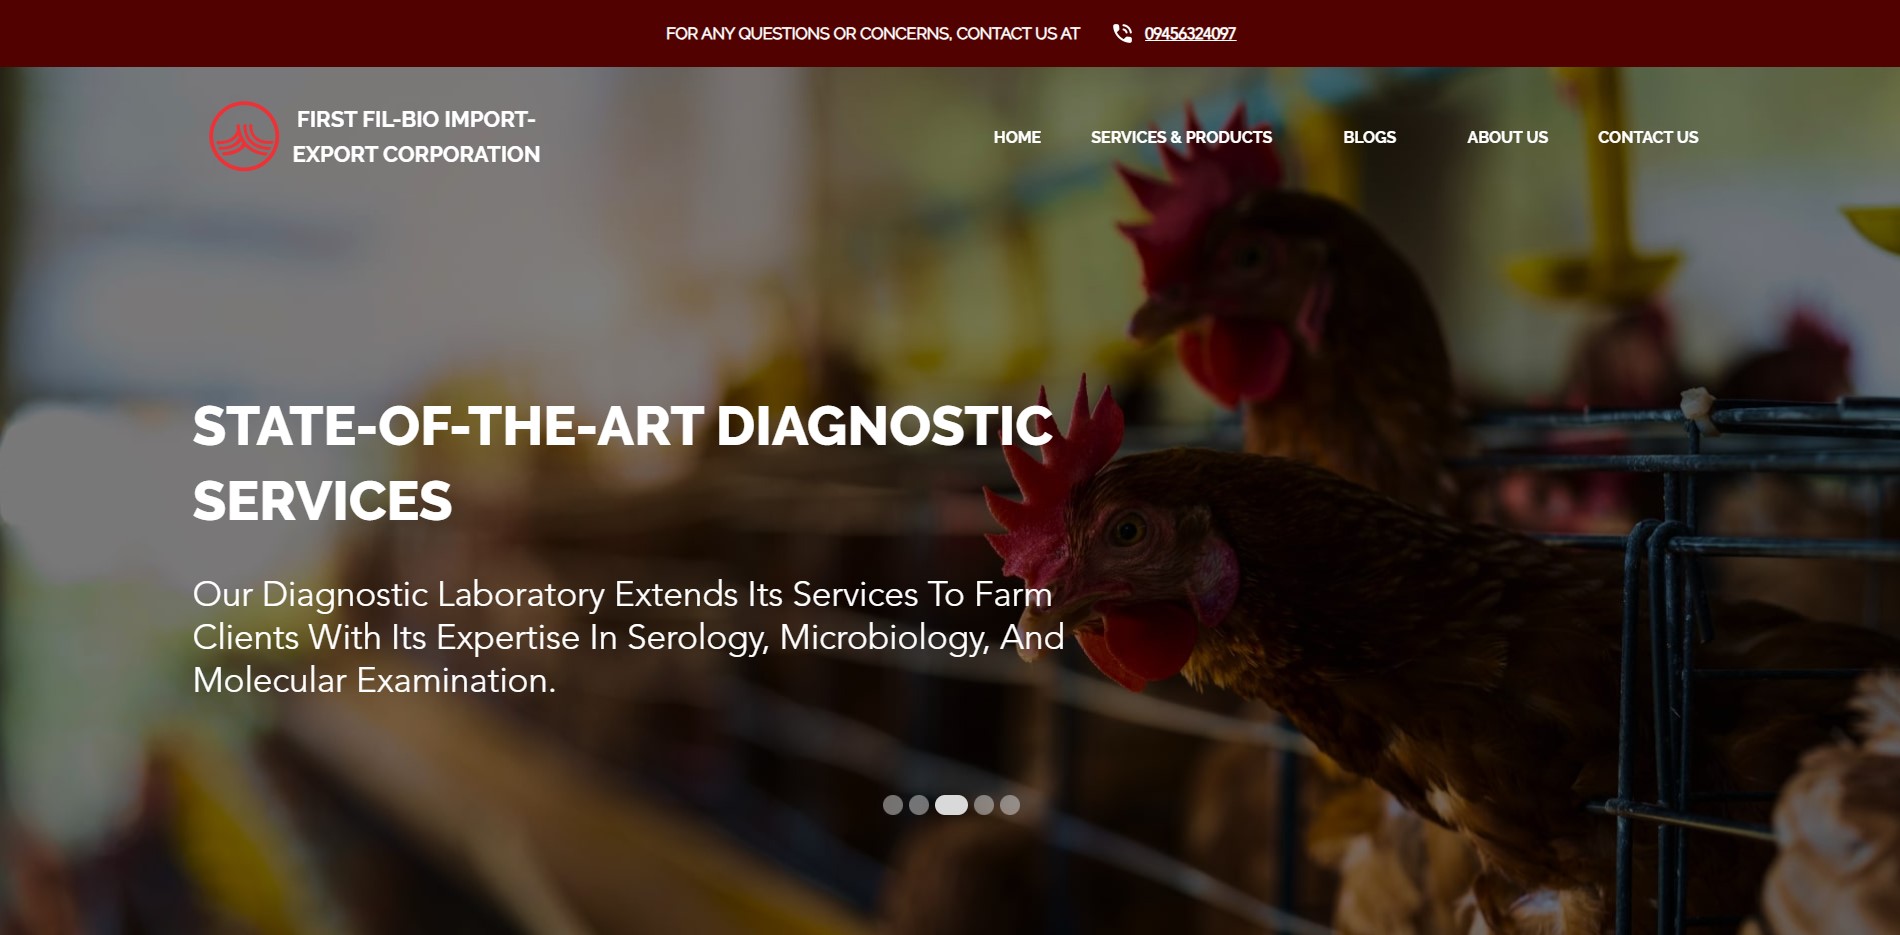 FOR ANY QUESTIONS OR CONCERNS, CONTACT US AT 09456324097
FIRST FIL-BIO IMPORT-
EXPORT CORPORATION
HOME SERVICES & PRODUCTS BLOGS ABOUT US CONTACT US
STATE-OF-THE-ART DIAGNOSTIC
SERVICES
Our Diagnostic Laboratory Extends Its Services To Farm
Clients With Its Expertise In Serology, Microbiology, And
Molecular Examination.